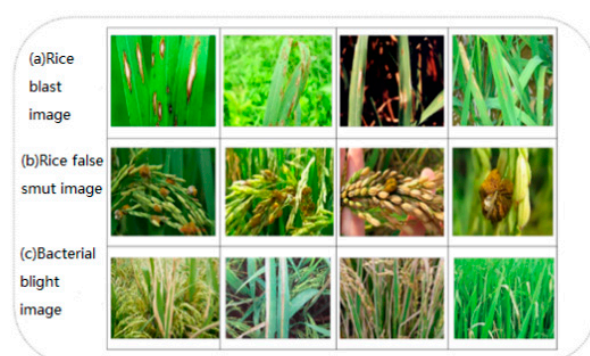 (a)Rice
blast
image
(b)Rice false
smut image
(c)Bacterial
blight
image